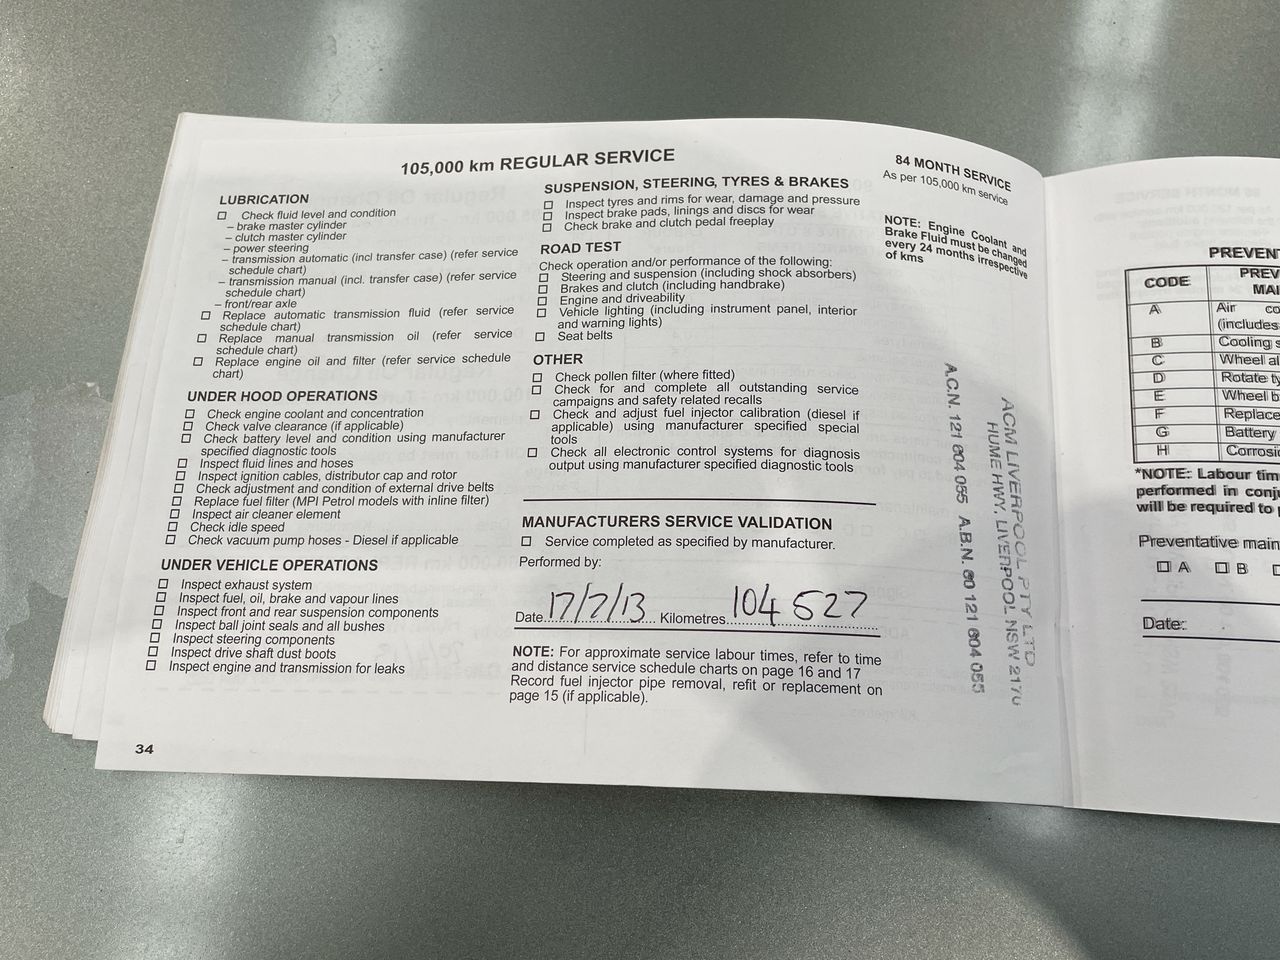 105,000 km REGULAR SERVICE
LUBRICATION
Check fluid level and condition
– brake master cylinder
– clutch master cylinder
– power steering
– transmission automatic (incl transfer case) (refer service
schedule chart)
– transmission manual (incl. transfer case) (refer service
schedule chart)
– front/rear axle
Replace automatic transmission fluid (refer service
schedule chart)
Replace manual transmission oil (refer service
schedule chart)
Replace engine oil and filter (refer service schedule
chart)
UNDER HOOD OPERATIONS
Check engine coolant and concentration
Check valve clearance (if applicable)
Check battery level and condition using manufacturer
specified diagnostic tools
Inspect fluid lines and hoses
Inspect ignition cables, distributor cap and rotor
Check adjustment and condition of external drive belts
Replace fuel filter (MPI Petrol models with inline filter)
Inspect air cleaner element
Check idle speed
Check vacuum pump hoses - Diesel if applicable
UNDER VEHICLE OPERATIONS
Inspect exhaust system
Inspect fuel, oil, brake and vapour lines
Inspect front and rear suspension components
Inspect ball joint seals and all bushes
Inspect steering components
Inspect drive shaft dust boots
Inspect engine and transmission for leaks
34
SUSPENSION, STEERING, TYRES & BRAKES
Inspect tyres and rims for wear, damage and pressure
Inspect brake pads, linings and discs for wear
Check brake and clutch pedal freeplay
ROAD TEST
Check operation and/or performance of the following:
Steering and suspension (including shock absorbers)
Brakes and clutch (including handbrake)
Engine and driveability
Vehicle lighting (including instrument panel, interior
and warning lights)
Seat belts
OTHER
Check pollen filter (where fitted)
Check for and complete all outstanding service
campaigns and safety related recalls
Check and adjust fuel injector calibration (diesel if
applicable) using manufacturer specified special
tools
Check all electronic control systems for diagnosis
output using manufacturer specified diagnostic tools
MANUFACTURERS SERVICE VALIDATION
Service completed as specified by manufacturer.
Performed by:
Date 17/7/13 Kilometres 104 527
NOTE: For approximate service labour times, refer to time
and distance service schedule charts on page 16 and 17
Record fuel injector pipe removal, refit or replacement on
page 15 (if applicable).
84 MONTH SERVICE
As per 105,000 km service
NOTE: Engine Coolant and
Brake Fluid must be changed
every 24 months irrespective
of kms
ACM LIVERPOOL PTY LTD
HUME HWY. LIVERPOOL NSW 2170
A.C.N. 121 604 055 A.B.N. 60 121 604 055
PREVENT
CODE PREV
MAI
A Air co
(includes
B Cooling s
C Wheel al
D Rotate ty
E Wheel b
F Replace
G Battery
H Corrosi
*NOTE: Labour tim
performed in conju
will be required to
Preventative main
A B
Date: